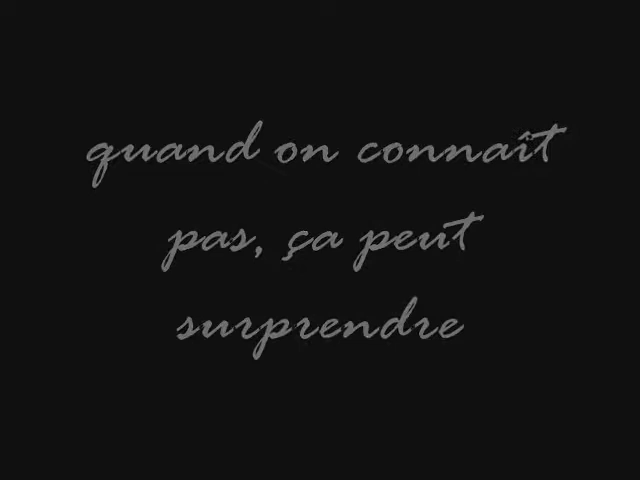 quand on connaît
pas, ça peut
surprendre